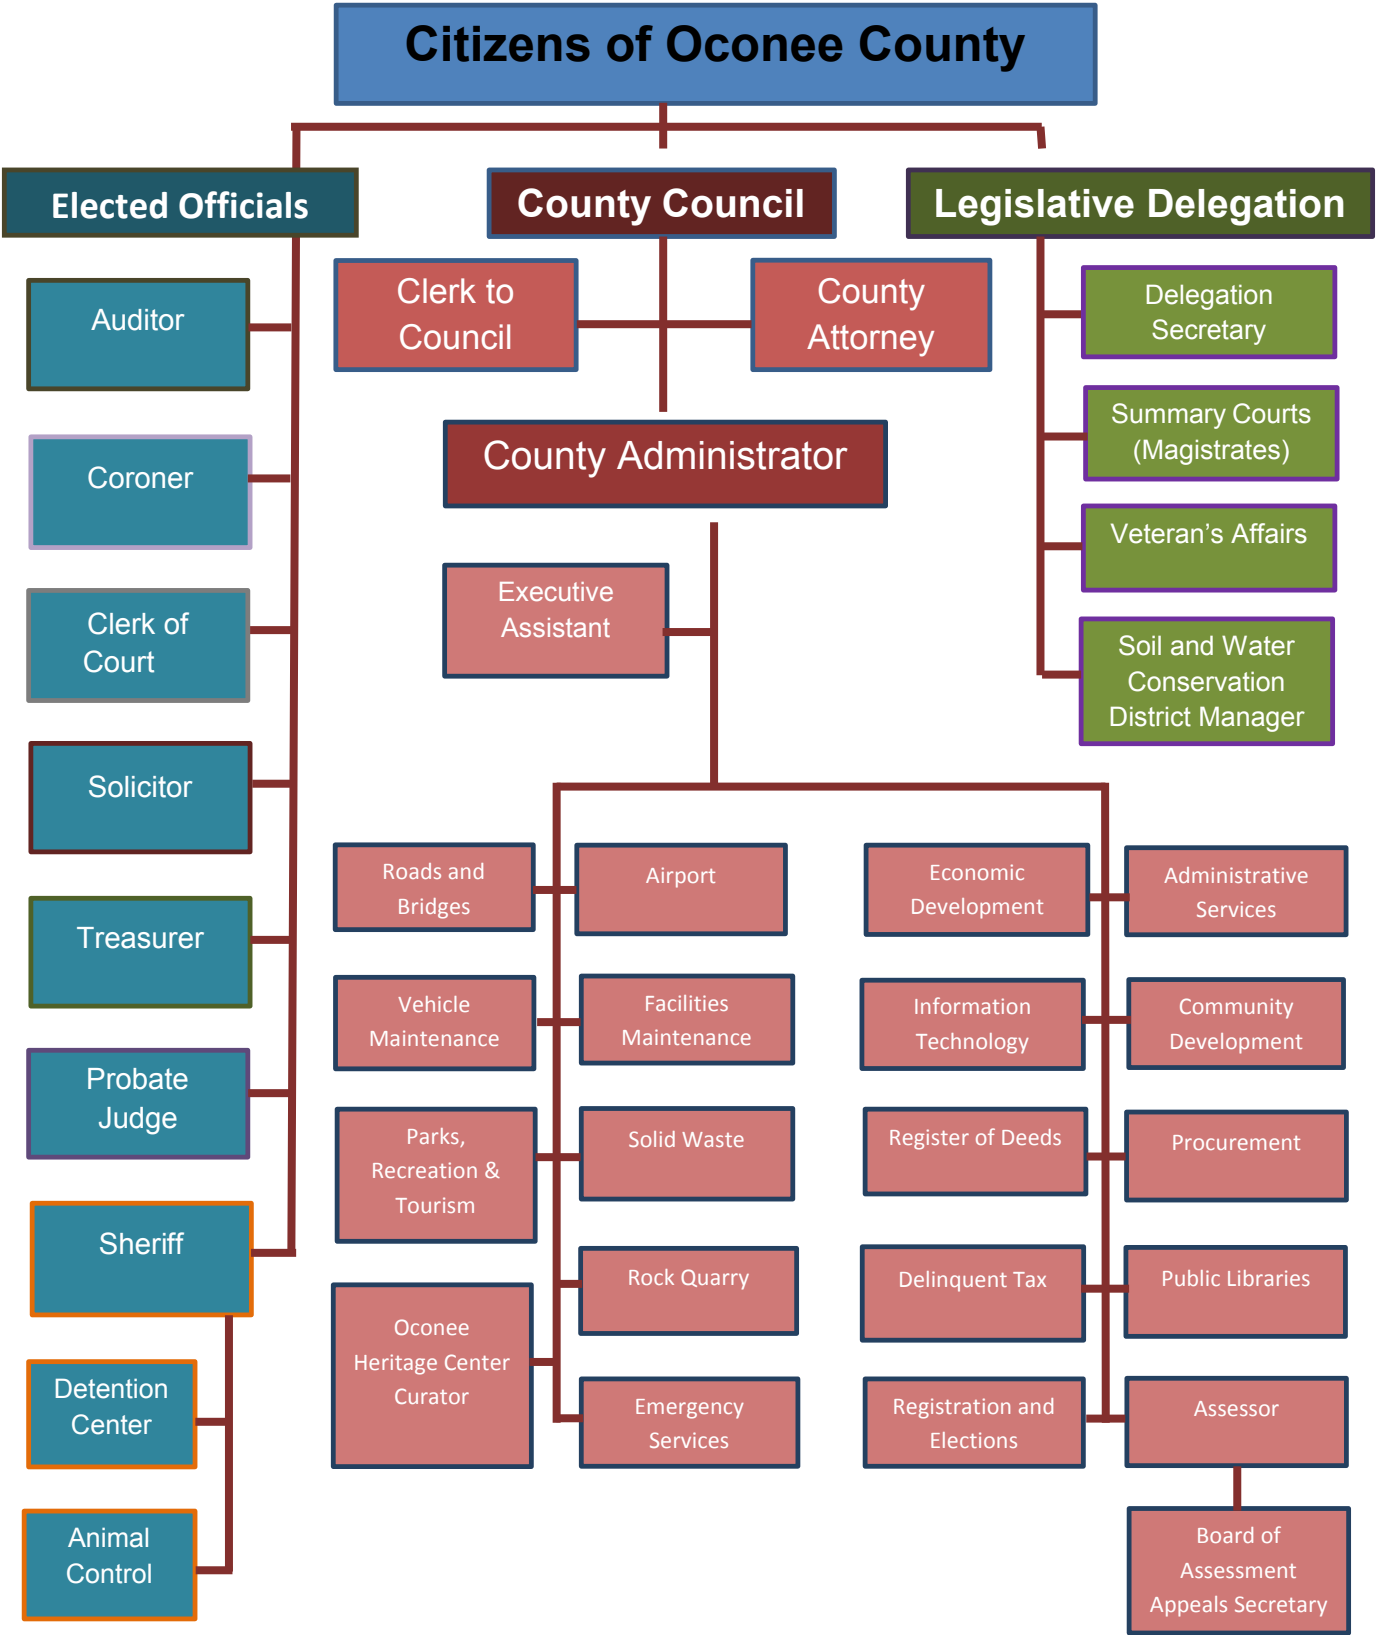 Citizens of Oconee County
Elected Officials
County Council
Legislative Delegation
Auditor
Coroner
Clerk of
Court
Solicitor
Treasurer
Probate
Judge
Sheriff
Detention
Center
Animal
Control
Clerk to
Council
County
Attorney
County Administrator
Executive
Assistant
Delegation
Secretary
Summary Courts
(Magistrates)
Veteran's Affairs
Soil and Water
Conservation
District Manager
Roads and
Bridges
Airport
Vehicle
Maintenance
Facilities
Maintenance
Parks,
Recreation &
Tourism
Solid Waste
Oconee
Heritage Center
Curator
Rock Quarry
Emergency
Services
Economic
Development
Administrative
Services
Information
Technology
Community
Development
Register of Deeds
Procurement
Delinquent Tax
Public Libraries
Registration and
Elections
Assessor
Board of
Assessment
Appeals Secretary